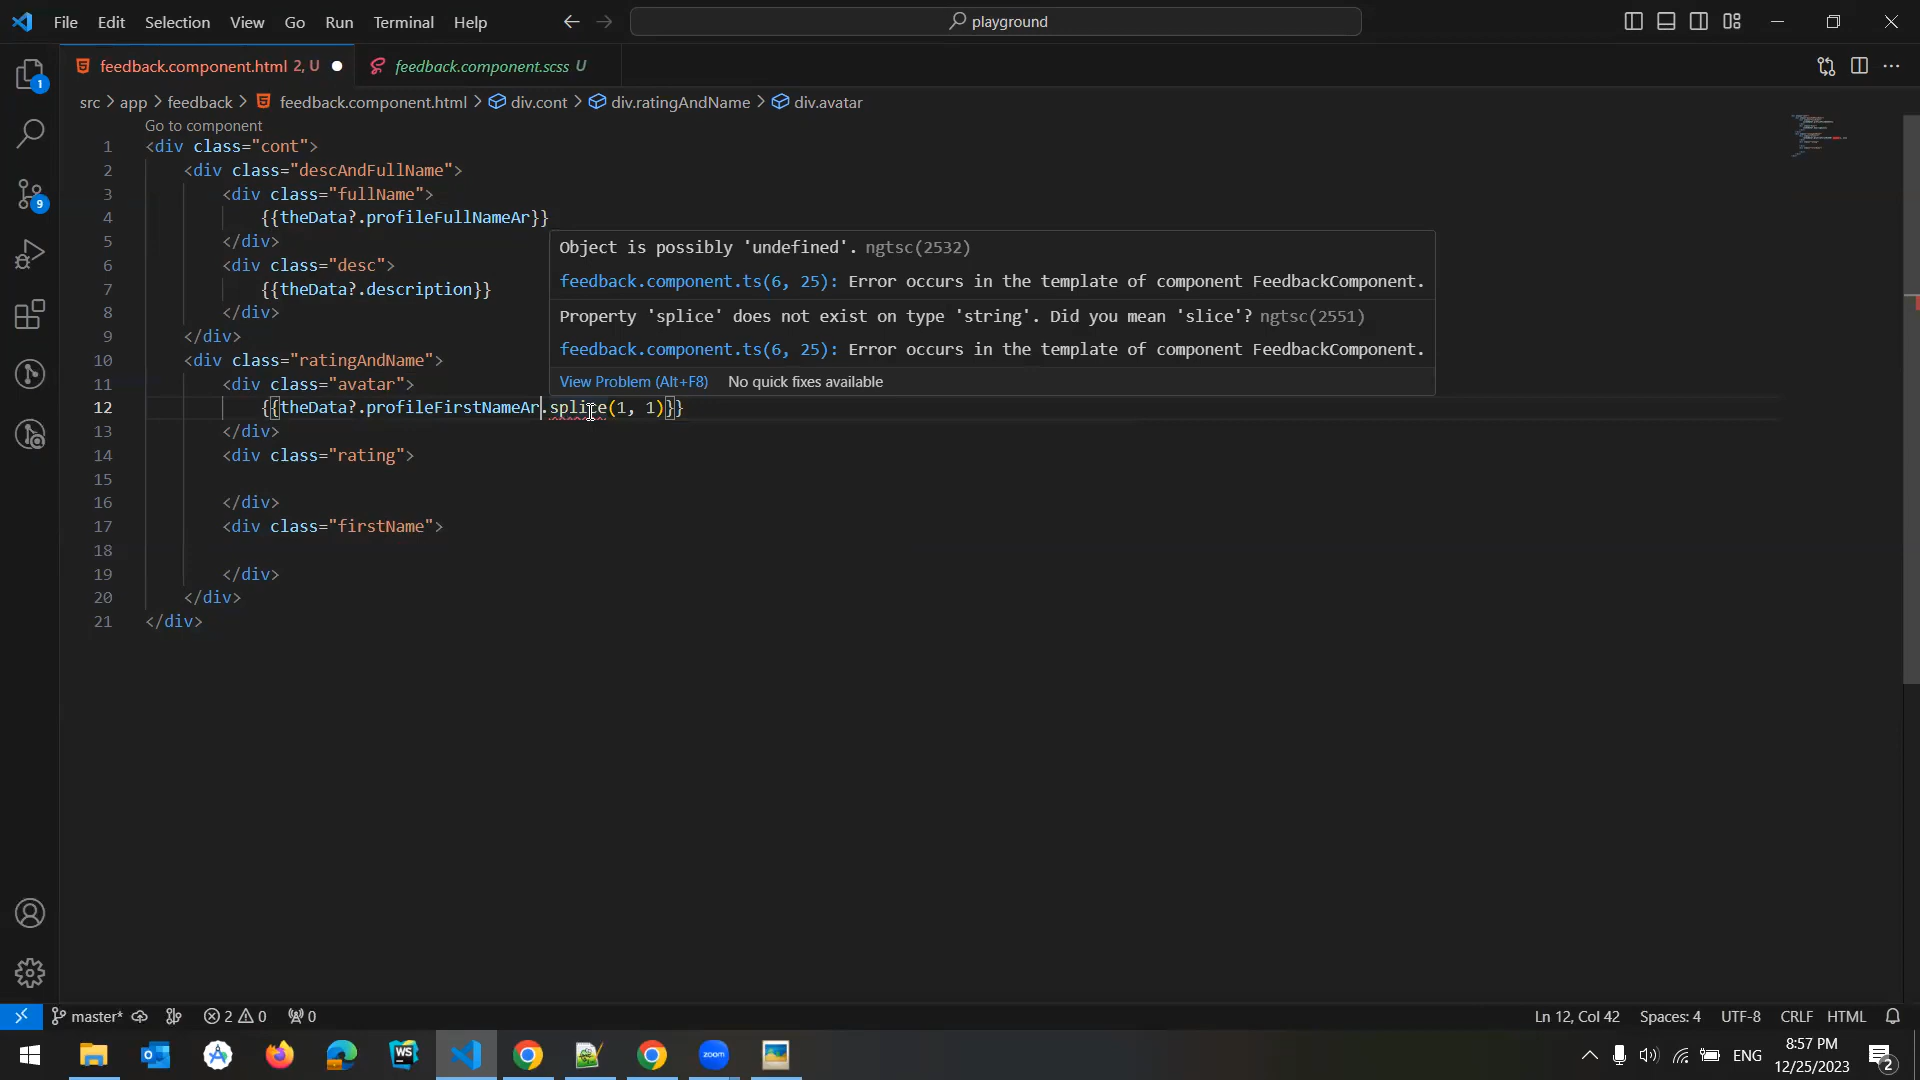 File Edit Selection View Go Run Terminal Help playground
feedback.component.html 2, U feedback.component.scss U
src > app > feedback > feedback.component.html > div.cont > div.ratingAndName > div.avatar
Go to component
1 <div class="cont">
2 <div class="descAndFullName">
3 <div class="fullName">
4 {{theData?.profileFullNameAr}}
5 </div>
6 <div class="desc">
7 {{theData?.description}}
8 </div>
9 </div>
10 <div class="ratingAndName">
11 <div class="avatar">
12 {{theData?.profileFirstNameAr.splice(1, 1)}}
13 </div>
14 <div class="rating">
15
16 </div>
17 <div class="firstName">
18
19 </div>
20 </div>
21 </div>
Object is possibly 'undefined'. ngtsc(2532)
feedback.component.ts(6, 25): Error occurs in the template of component FeedbackComponent.
Property 'splice' does not exist on type 'string'. Did you mean 'slice'? ngtsc(2551)
feedback.component.ts(6, 25): Error occurs in the template of component FeedbackComponent.
View Problem (Alt+F8) No quick fixes available
1
9
master* 2 0 0 Ln 12, Col 42 Spaces: 4 UTF-8 CRLF HTML
WS zoom ENG 8:57 PM
12/25/2023 2